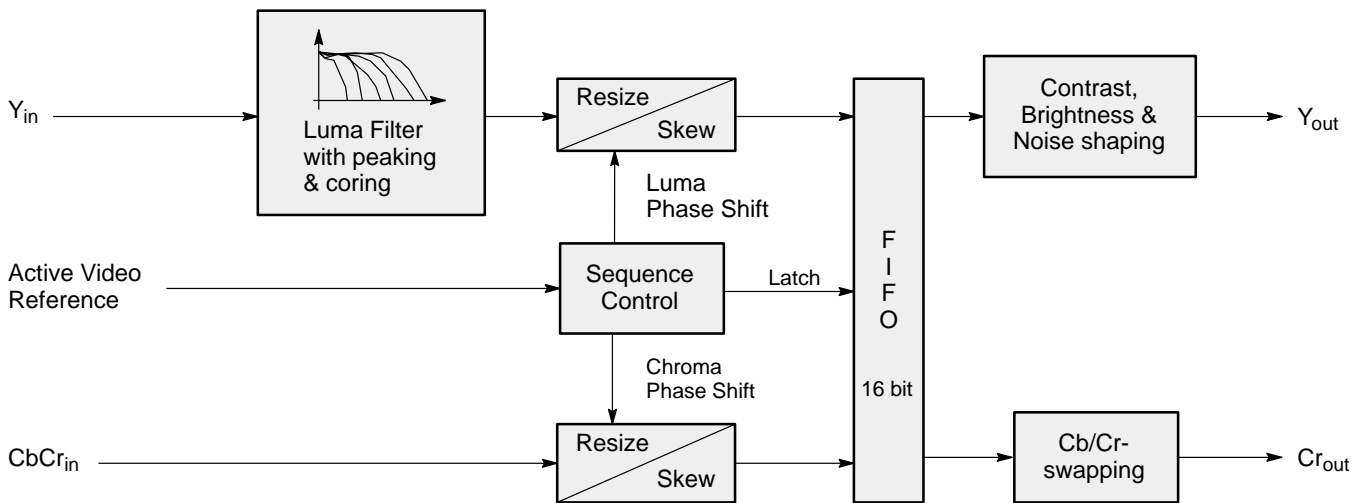 Y_in
Luma Filter
with peaking
& coring
Resize
Skew
Luma
Phase Shift
Contrast,
Brightness &
Noise shaping
Y_out
Active Video
Reference
Sequence
Control
Latch
F
I
F
O
16 bit
Chroma
Phase Shift
CbCr_in
Resize
Skew
Cb/Cr-
swapping
Cr_out